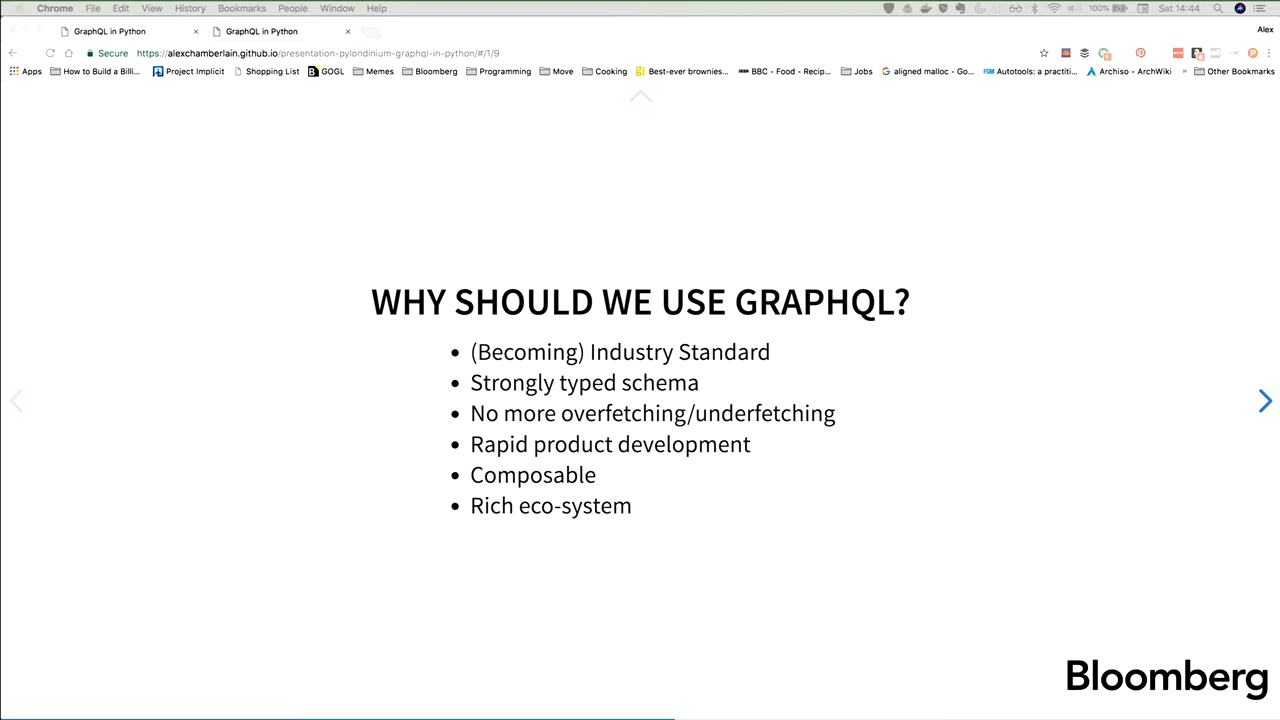 Chrome File Edit View History Bookmarks People Window Help 100% Sat 14:44
GraphQL in Python × GraphQL in Python × Alex
Secure https://alexchamberlain.github.io/presentation-pylondinium-graphql-in-python/#/1/9
Apps How to Build a Billi... Project Implicit Shopping List GOGL Memes Bloomberg Programming Move Cooking Best-ever brownies... BBC - Food - Recip... Jobs aligned malloc - Go... Autotools: a practiti... Archiso - ArchWiki » Other Bookmarks
WHY SHOULD WE USE GRAPHQL?
• (Becoming) Industry Standard
• Strongly typed schema
• No more overfetching/underfetching
• Rapid product development
• Composable
• Rich eco-system
Bloomberg